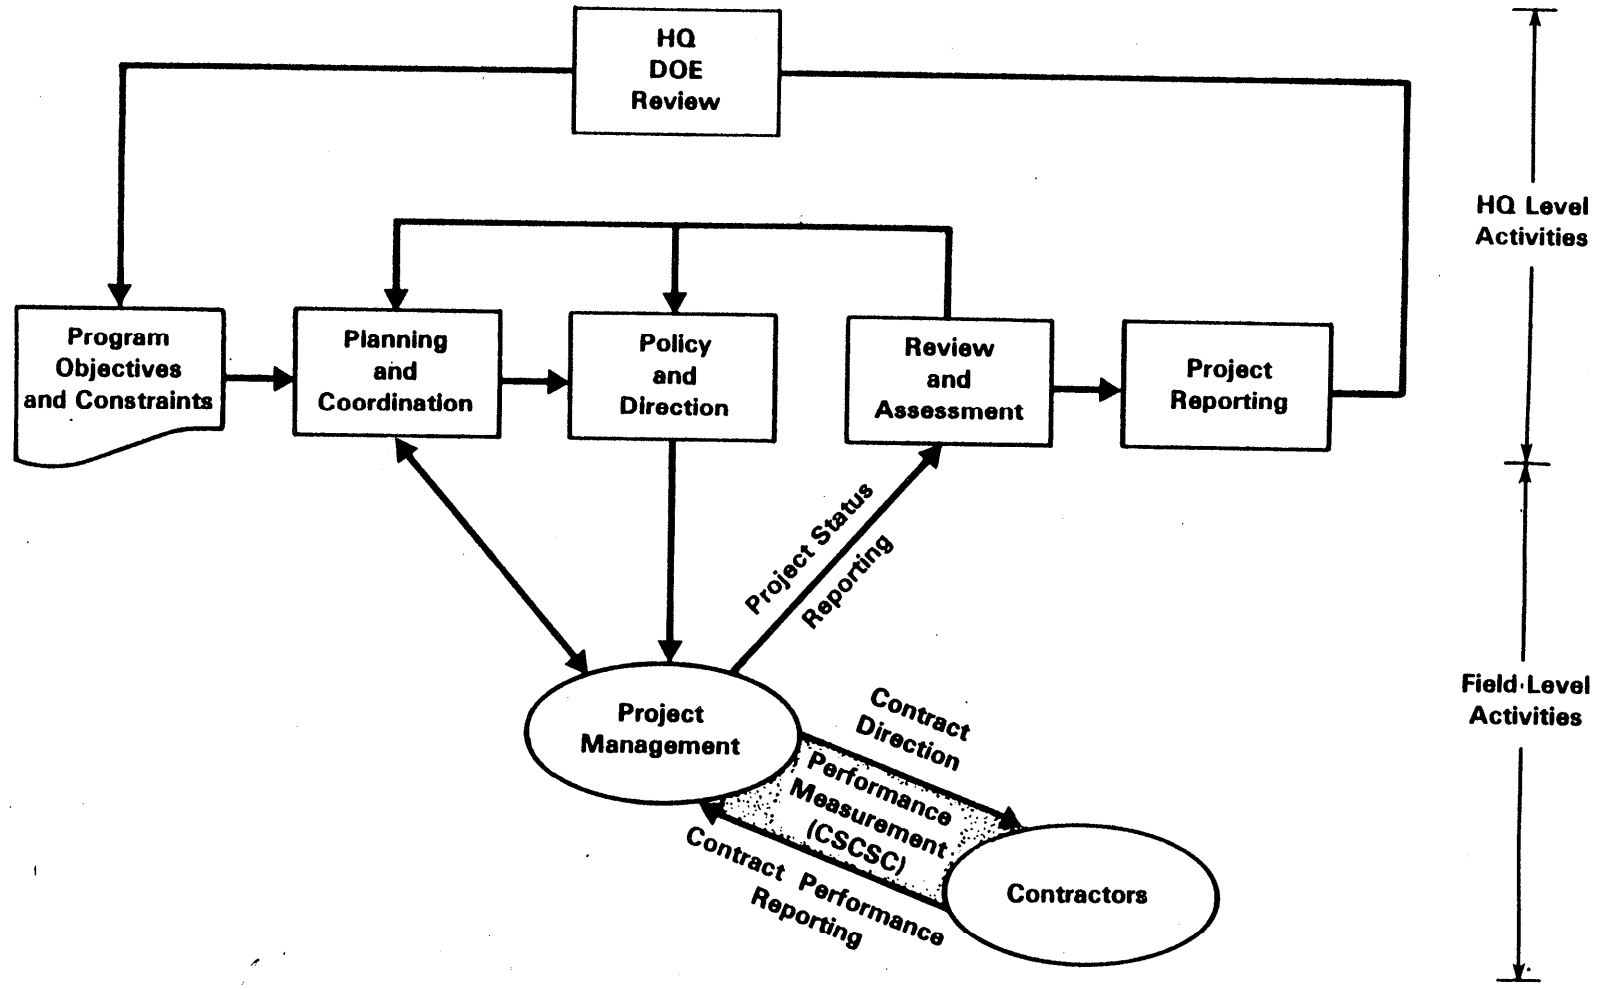 HQ
DOE
Review
HQ Level
Activities
Program
Objectives
and Constraints
Planning
and
Coordination
Policy
and
Direction
Review
and
Assessment
Project
Reporting
Project Status
Reporting
Field Level
Activities
Project
Management
Contract
Direction
Performance
Measurement
(CSCSC)
Contract Performance
Reporting
Contractors